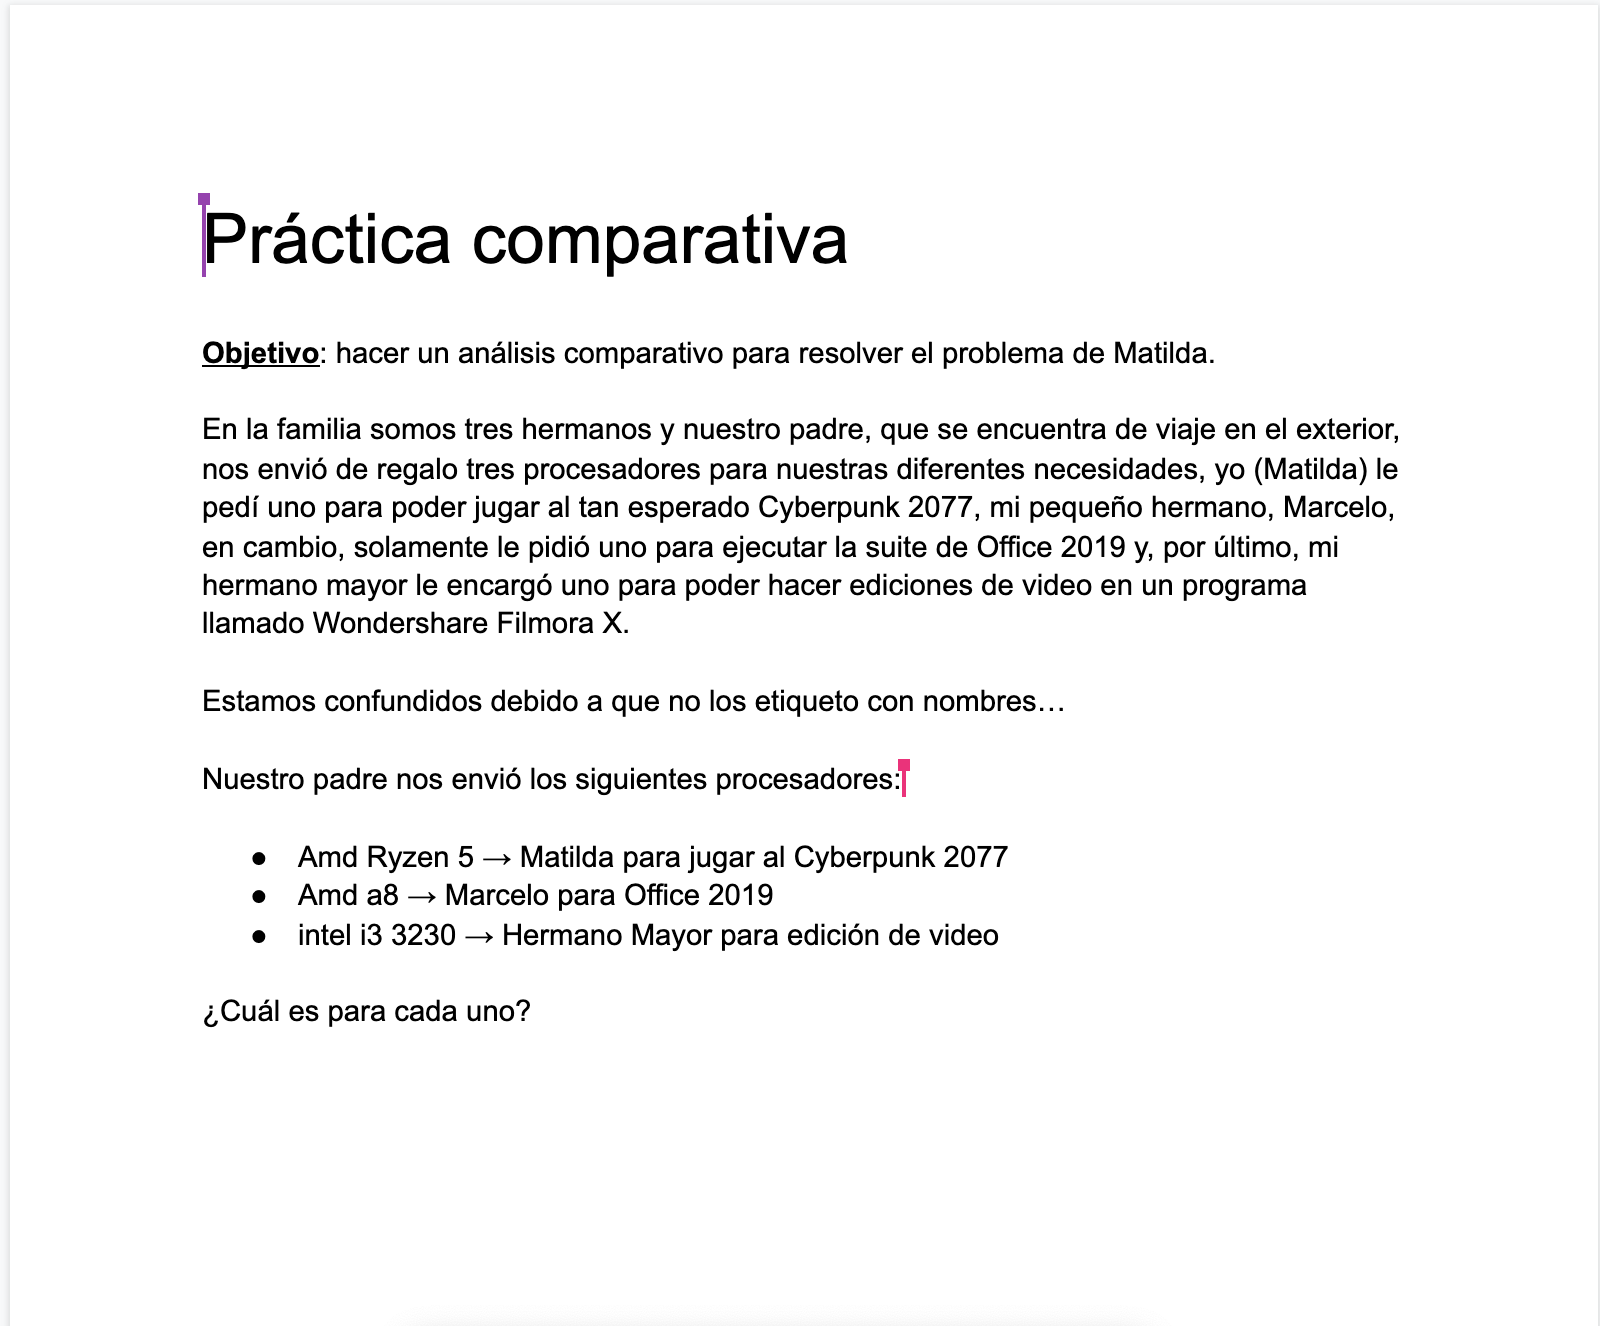 Práctica comparativa
Objetivo: hacer un análisis comparativo para resolver el problema de Matilda.
En la familia somos tres hermanos y nuestro padre, que se encuentra de viaje en el exterior,
nos envió de regalo tres procesadores para nuestras diferentes necesidades, yo (Matilda) le
pedí uno para poder jugar al tan esperado Cyberpunk 2077, mi pequeño hermano, Marcelo,
en cambio, solamente le pidió uno para ejecutar la suite de Office 2019 y, por último, mi
hermano mayor le encargó uno para poder hacer ediciones de video en un programa
llamado Wondershare Filmora X.
Estamos confundidos debido a que no los etiqueto con nombres…
Nuestro padre nos envió los siguientes procesadores:
● Amd Ryzen 5 → Matilda para jugar al Cyberpunk 2077
● Amd a8 → Marcelo para Office 2019
● intel i3 3230 → Hermano Mayor para edición de video
¿Cuál es para cada uno?